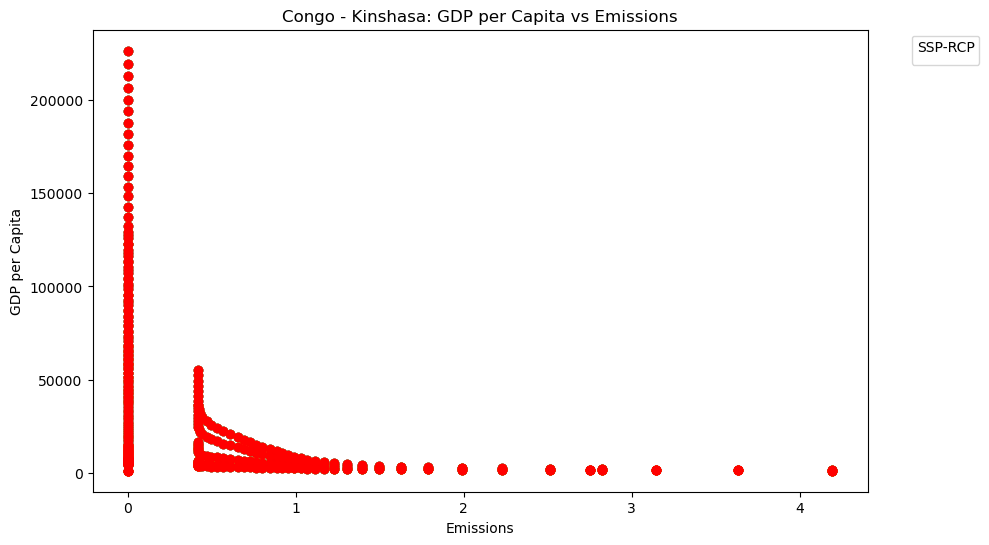 Congo - Kinshasa: GDP per Capita vs Emissions
SSP-RCP
200000
150000
100000
50000
0
GDP per Capita
0 1 2 3 4
Emissions